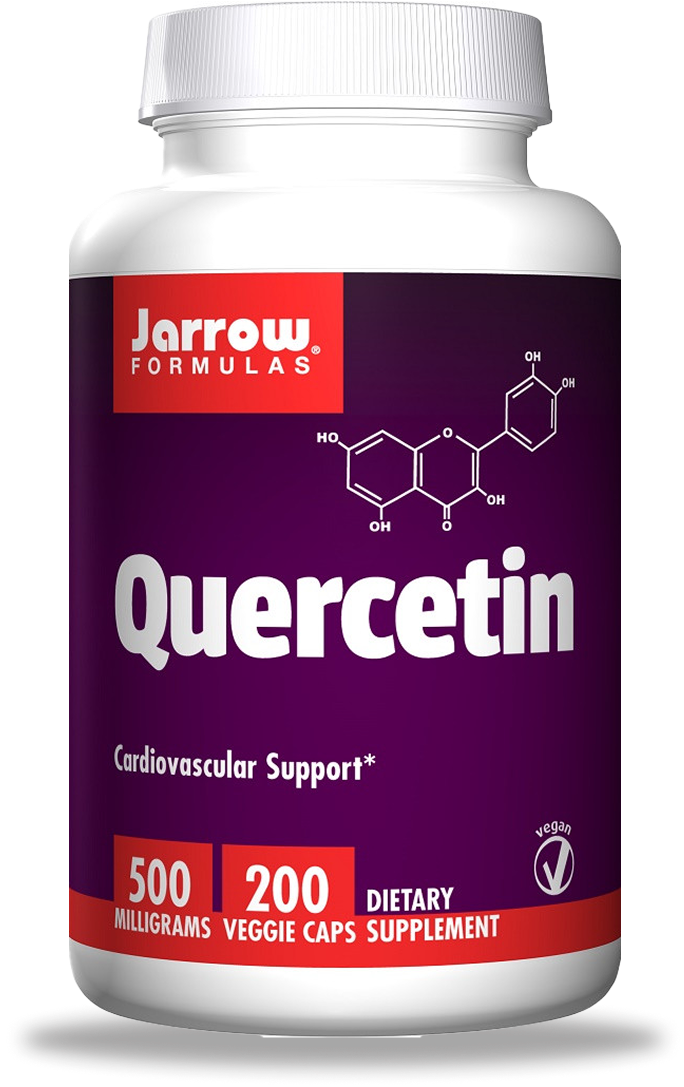 Jarrow
FORMULAS®
OH
OH
HO
O
OH
OH
O
Quercetin
Cardiovascular Support*
vegan
500
MILLIGRAMS
200
VEGGIE CAPS
DIETARY
SUPPLEMENT